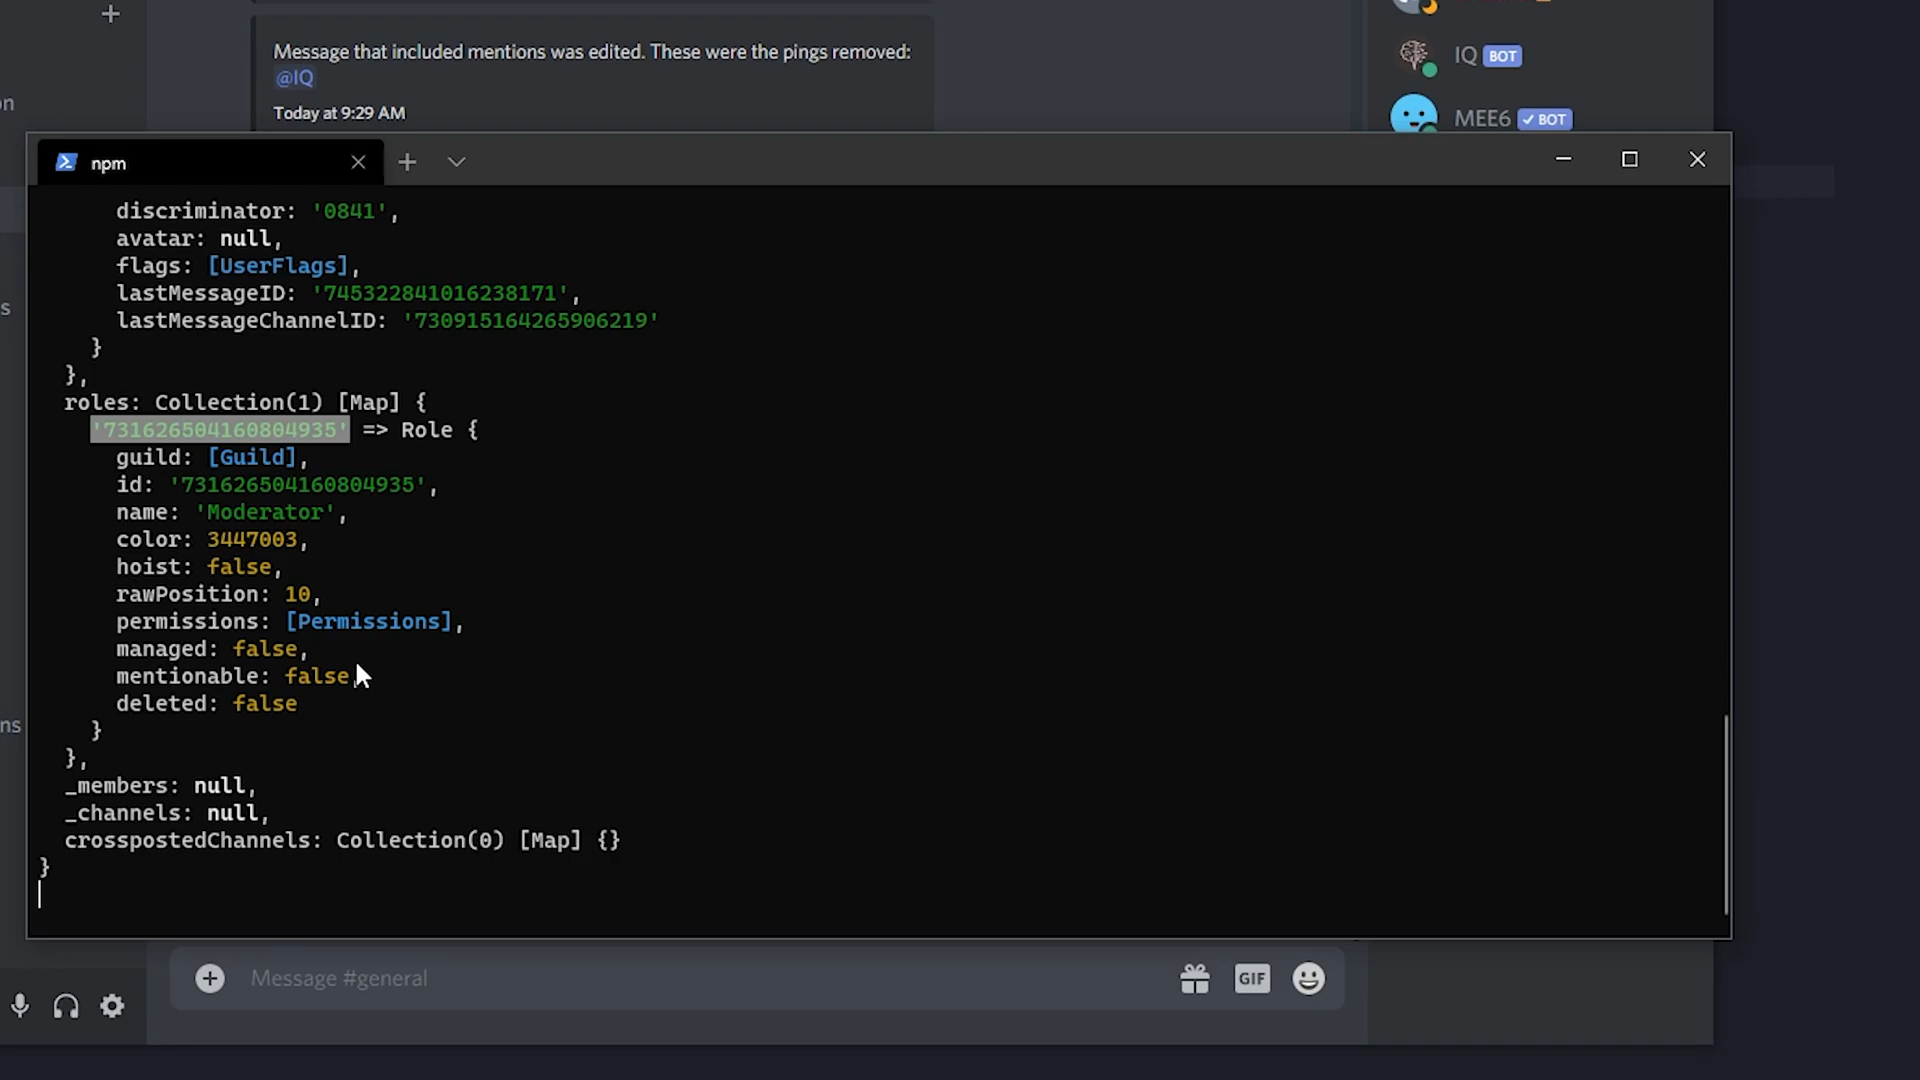 Message that included mentions was edited. These were the pings removed:
@IQ
Today at 9:29 AM
IQ BOT
MEE6 ✓BOT
on
s
ns
npm
discriminator: '0841',
avatar: null,
flags: [UserFlags],
lastMessageID: '745322841016238171',
lastMessageChannelID: '730915164265906219'
}
},
roles: Collection(1) [Map] {
'731626504160804935' => Role {
guild: [Guild],
id: '731626504160804935',
name: 'Moderator',
color: 3447003,
hoist: false,
rawPosition: 10,
permissions: [Permissions],
managed: false,
mentionable: false,
deleted: false
}
},
_members: null,
_channels: null,
crosspostedChannels: Collection(0) [Map] {}
}
Message #general
GIF